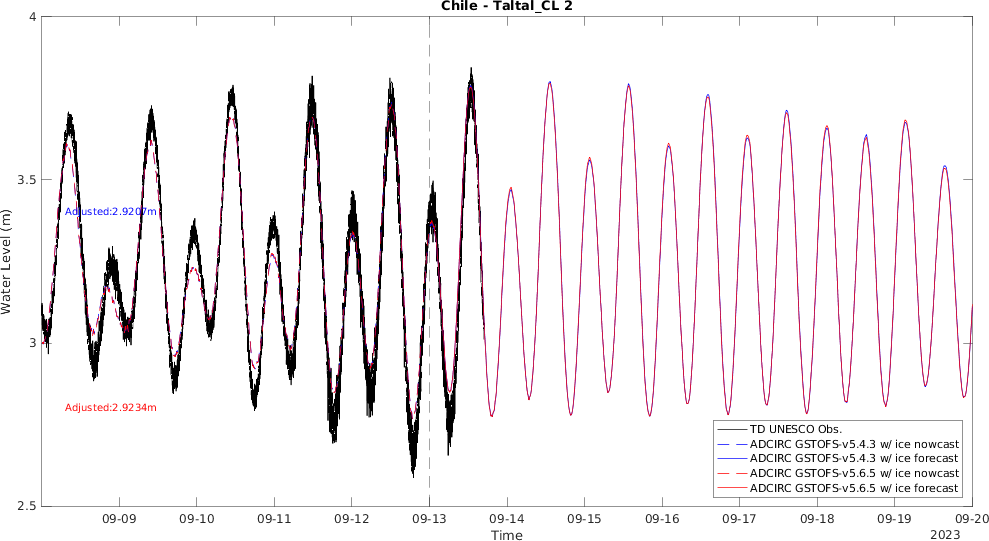 Chile - Taltal_CL 2
4
3.5
3
2.5
Water Level (m)
Adjusted:2.9207m
Adjusted:2.9234m
TD UNESCO Obs.
ADCIRC GSTOFS-v5.4.3 w/ ice nowcast
ADCIRC GSTOFS-v5.4.3 w/ ice forecast
ADCIRC GSTOFS-v5.6.5 w/ ice nowcast
ADCIRC GSTOFS-v5.6.5 w/ ice forecast
09-09 09-10 09-11 09-12 09-13 09-14 09-15 09-16 09-17 09-18 09-19 09-20
Time
2023